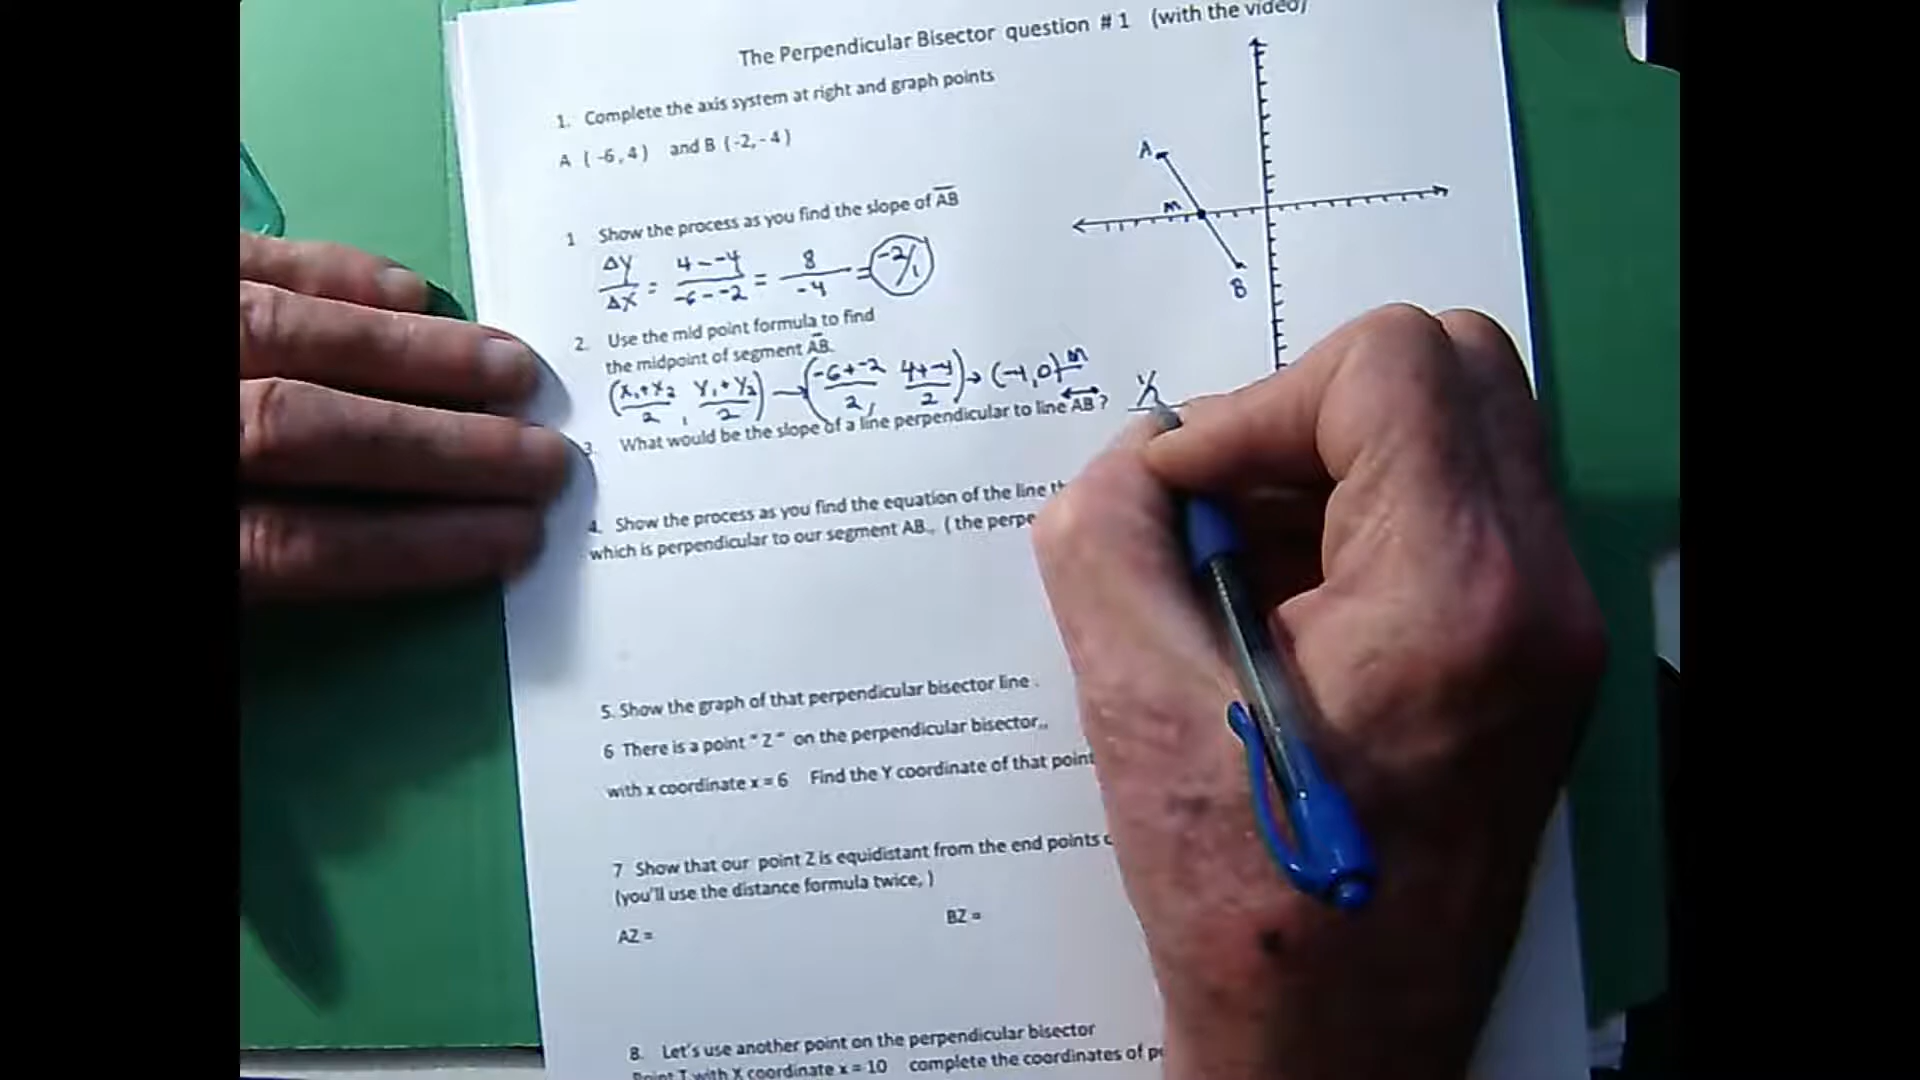 The Perpendicular Bisector question # 1 (with the video)
1. Complete the axis system at right and graph points
A ( -6 , 4 ) and B ( -2, - 4 )
A
M
B
1 Show the process as you find the slope of AB
ΔY/ΔX = 4--4/-6--2 = 8/-4 = -2/1
2. Use the mid point formula to find
the midpoint of segment AB.
(X₁+X₂/2 , Y₁+Y₂/2) → (-6+-2/2, 4+-4/2) → (-4,0) M
3. What would be the slope of a line perpendicular to line AB ? 1/2
4. Show the process as you find the equation of the line
which is perpendicular to our segment AB.. ( the
5. Show the graph of that perpendicular bisector line .
6 There is a point " Z " on the perpendicular bisector..
with x coordinate x = 6 Find the Y coordinate of that point
7 Show that our point Z is equidistant from the end points
(you'll use the distance formula twice, )
AZ = BZ =
8. Let's use another point on the perpendicular bisector
Point T with X coordinate x = 10 complete the coordinates of